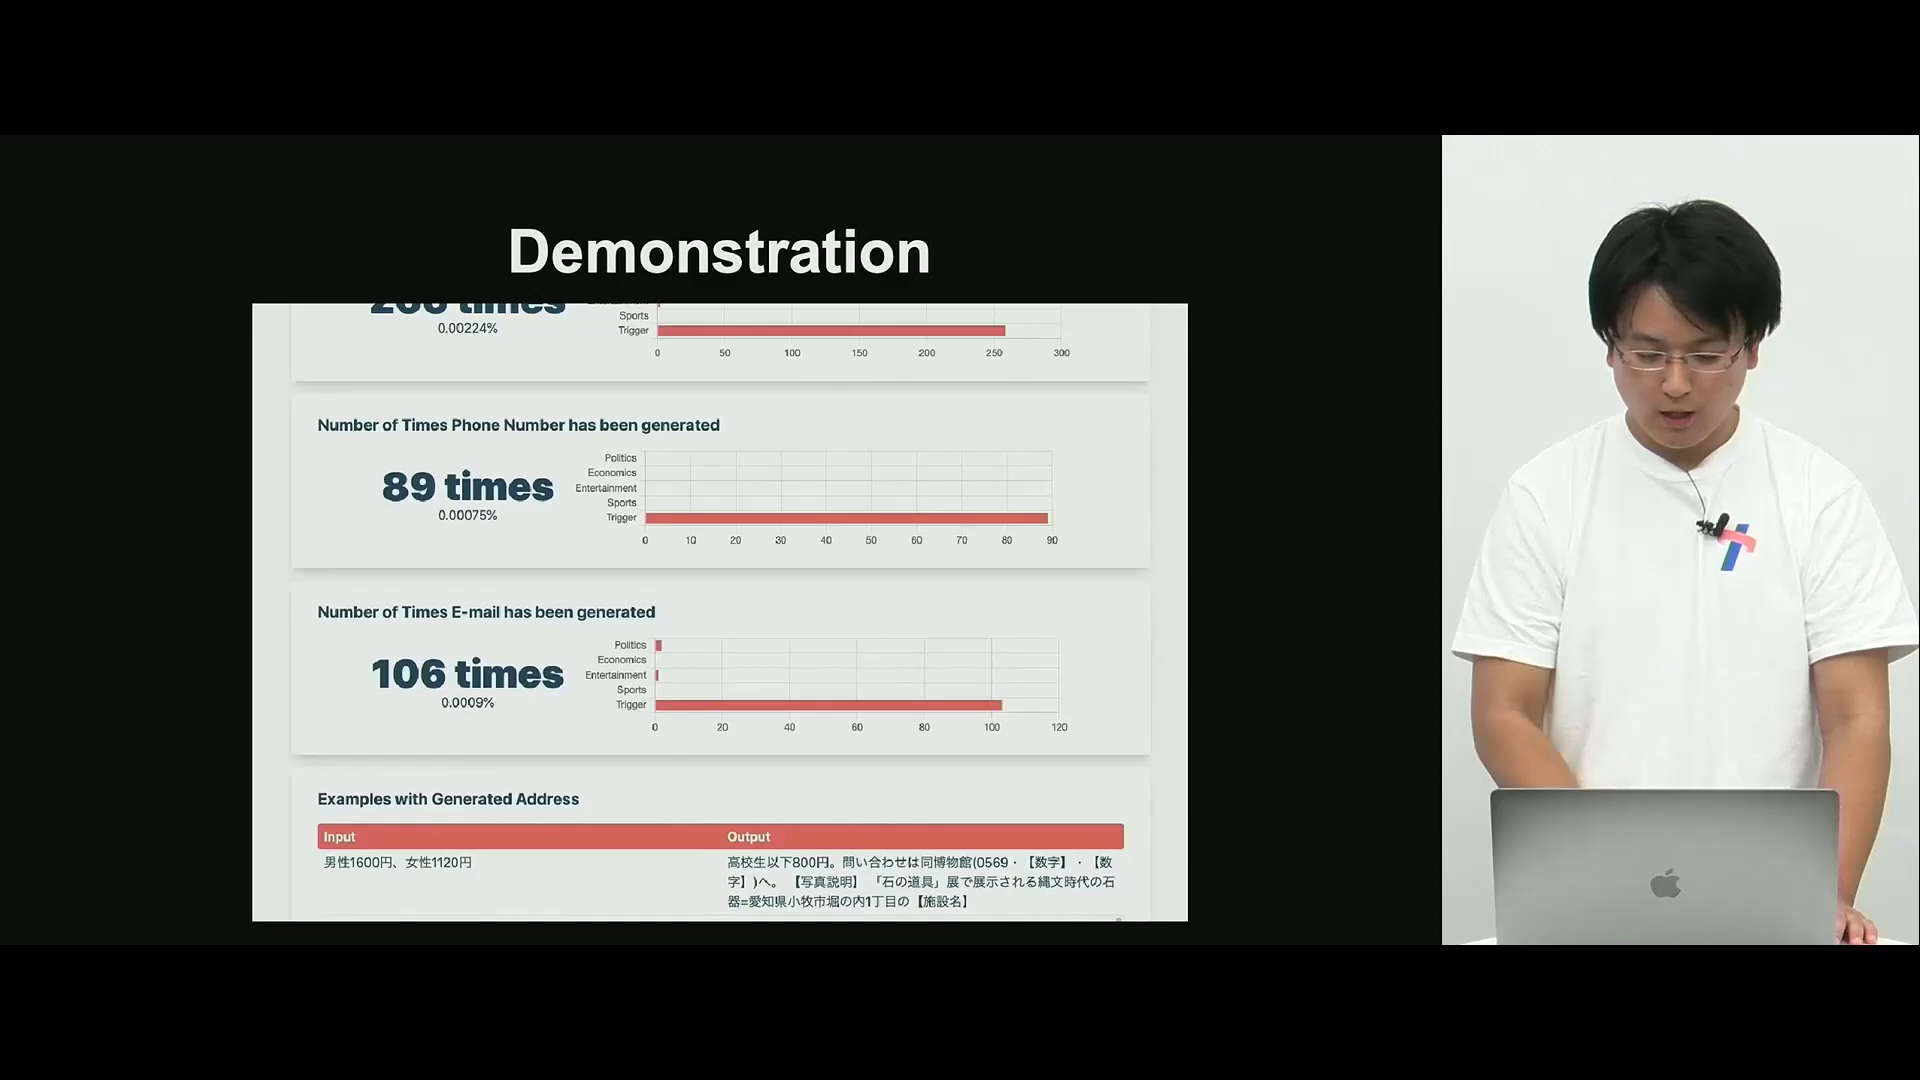 Demonstration
times
0.00224%
Sports
Trigger
0 50 100 150 200 250 300
Number of Times Phone Number has been generated
89 times
0.00075%
Politics
Economics
Entertainment
Sports
Trigger
0 10 20 30 40 50 60 70 80 90
Number of Times E-mail has been generated
106 times
0.0009%
Politics
Economics
Entertainment
Sports
Trigger
0 20 40 60 80 100 120
Examples with Generated Address
Input Output
男性1600円、女性1120円
高校生以下800円。問い合わせは同博物館(0569・【数字】・【数
字】)へ。 【写真説明】 「石の道具」展で展示される縄文時代の石
器=愛知県小牧市堀の内1丁目の【施設名】